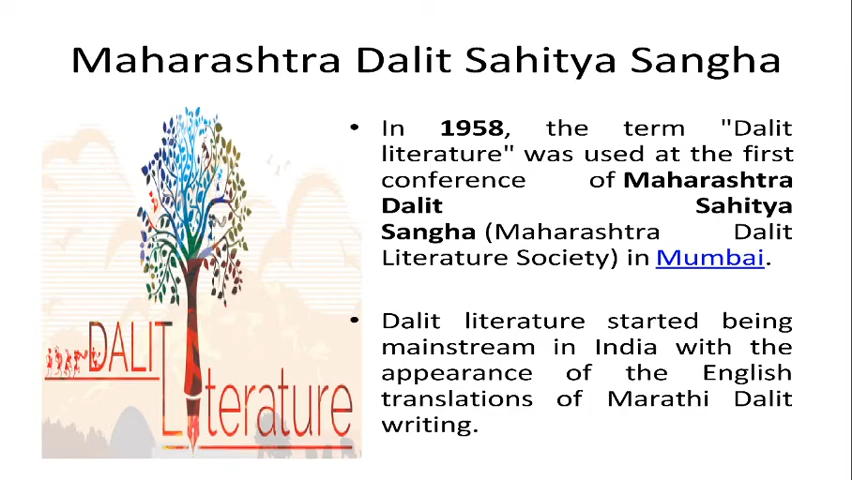 Maharashtra Dalit Sahitya Sangha
• In 1958, the term "Dalit
literature" was used at the first
conference of Maharashtra
Dalit Sahitya
Sangha (Maharashtra Dalit
Literature Society) in Mumbai.
• Dalit literature started being
mainstream in India with the
appearance of the English
translations of Marathi Dalit
writing.
DALIT
Literature